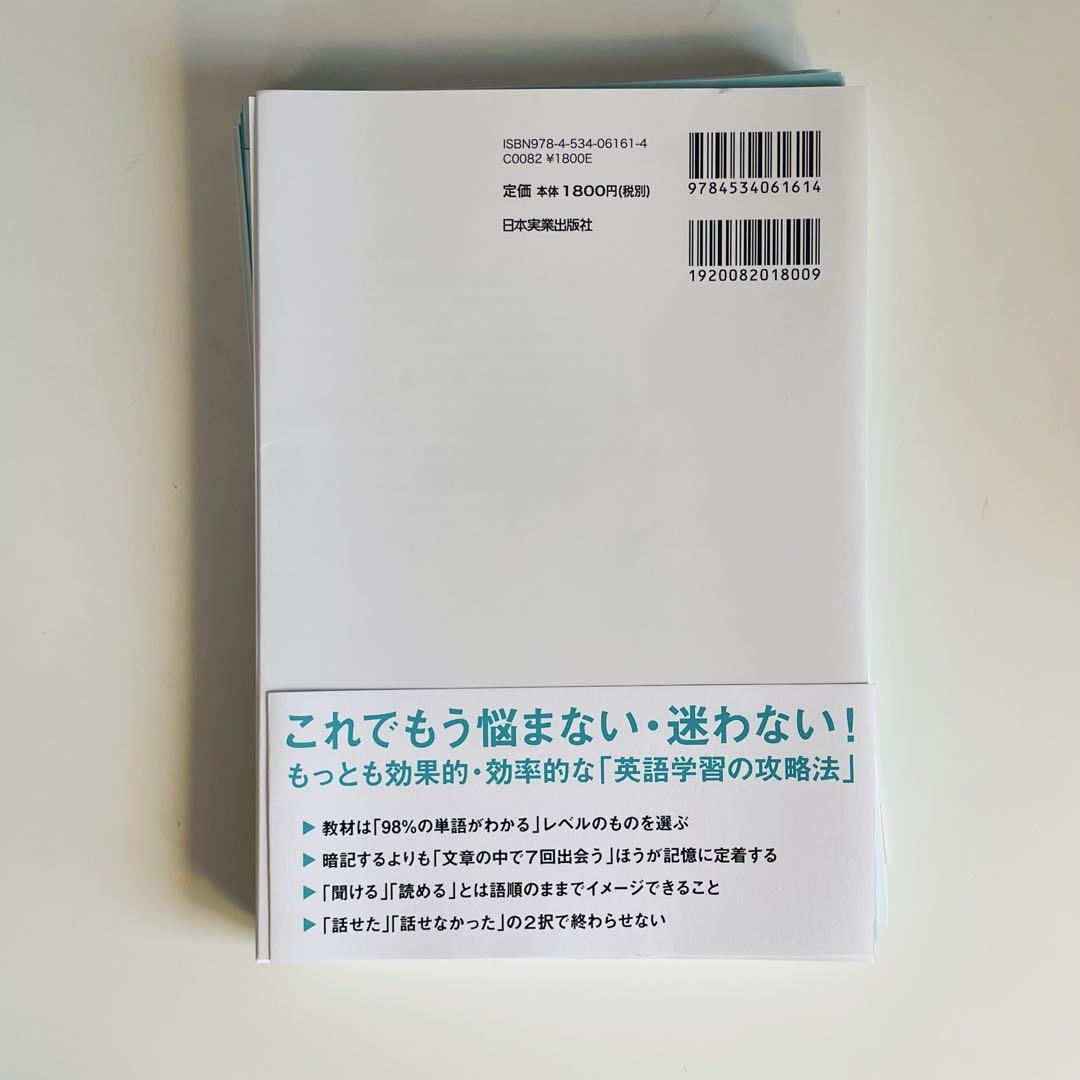 ISBN978-4-534-06161-4
C0082 ¥1800E
定価 本体1800円(税別)
日本実業出版社
9784534061614
1920082018009
これでもう悩まない・迷わない!
もっとも効果的・効率的な「英語学習の攻略法」
▶ 教材は「98%の単語がわかる」レベルのものを選ぶ
▶ 暗記するよりも「文章の中で7回出会う」ほうが記憶に定着する
▶ 「聞ける」「読める」とは語順のままでイメージできること
▶ 「話せた」「話せなかった」の2択で終わらせない